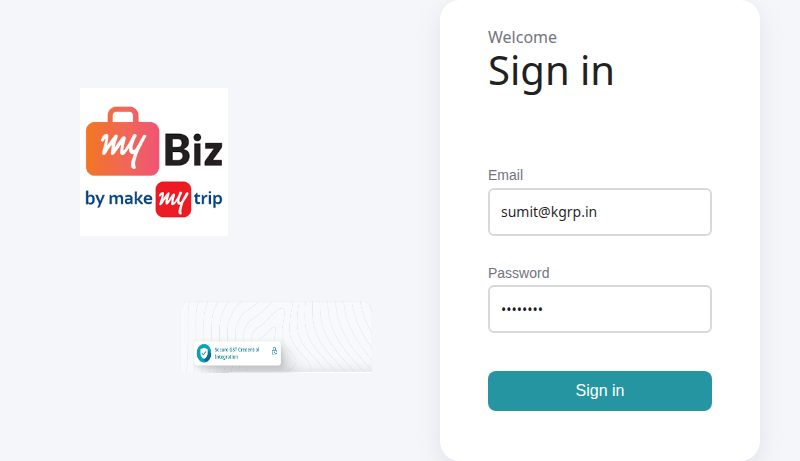 my Biz
by make my trip
Secure GST Credential
Integration
Welcome
Sign in
Email
sumit@kgrp.in
Password
••••••••
Sign in